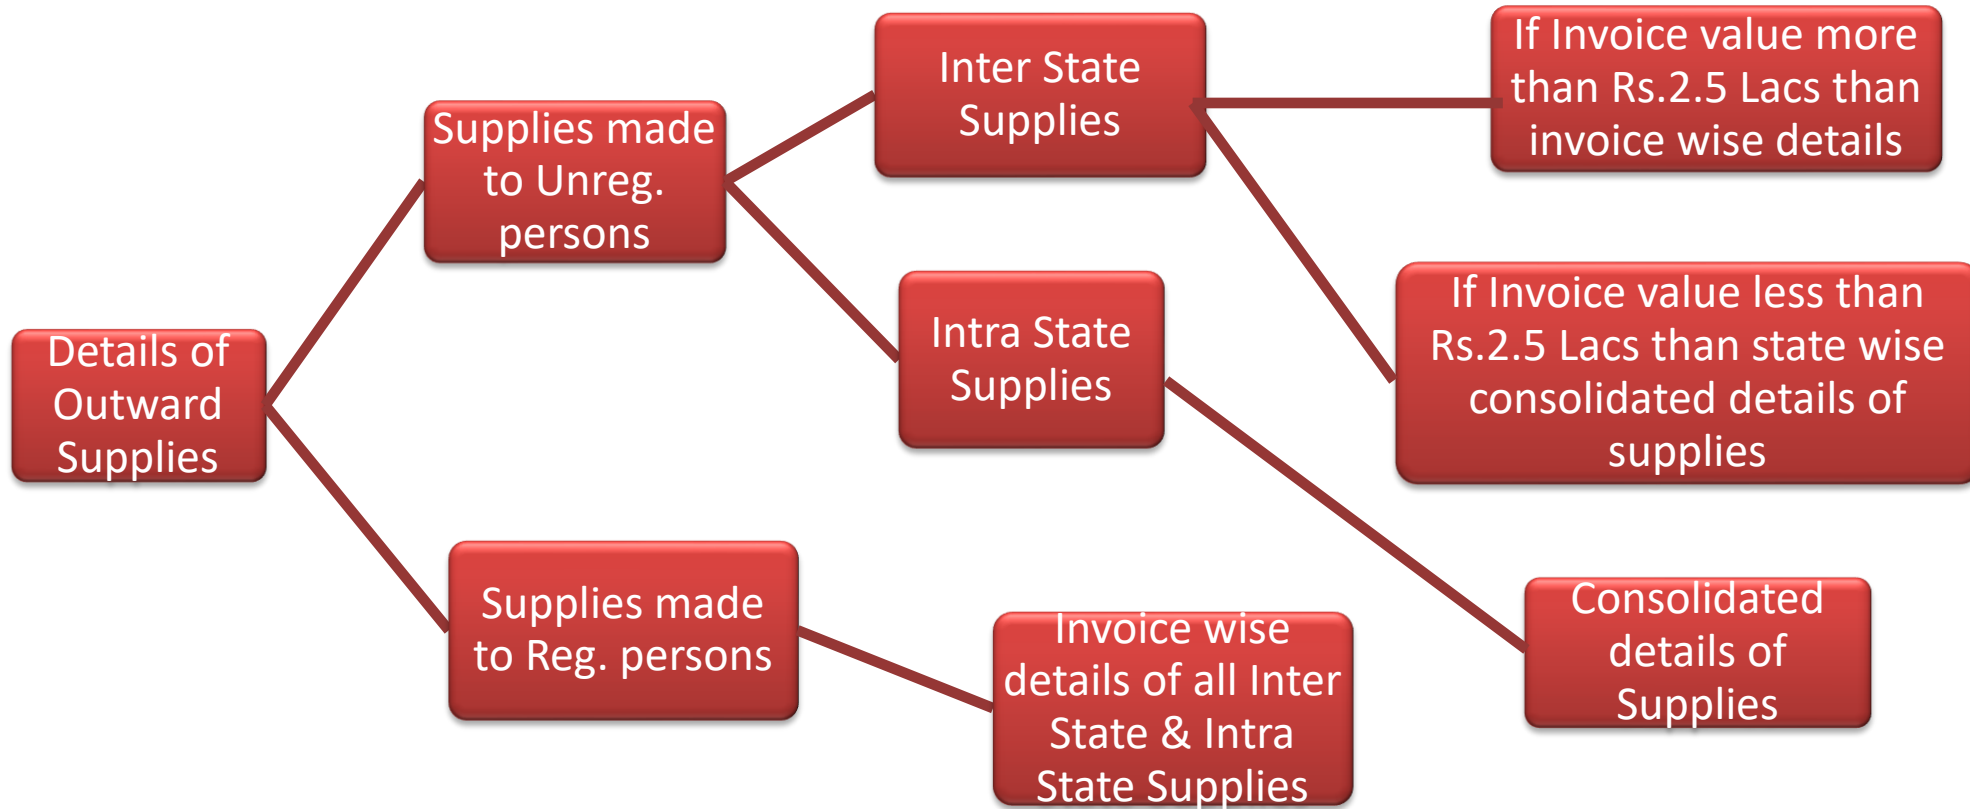 Details of
Outward
Supplies
Supplies made
to Unreg.
persons
Supplies made
to Reg. persons
Inter State
Supplies
Intra State
Supplies
Invoice wise
details of all Inter
State & Intra
State Supplies
If Invoice value more
than Rs.2.5 Lacs than
invoice wise details
If Invoice value less than
Rs.2.5 Lacs than state wise
consolidated details of
supplies
Consolidated
details of
Supplies